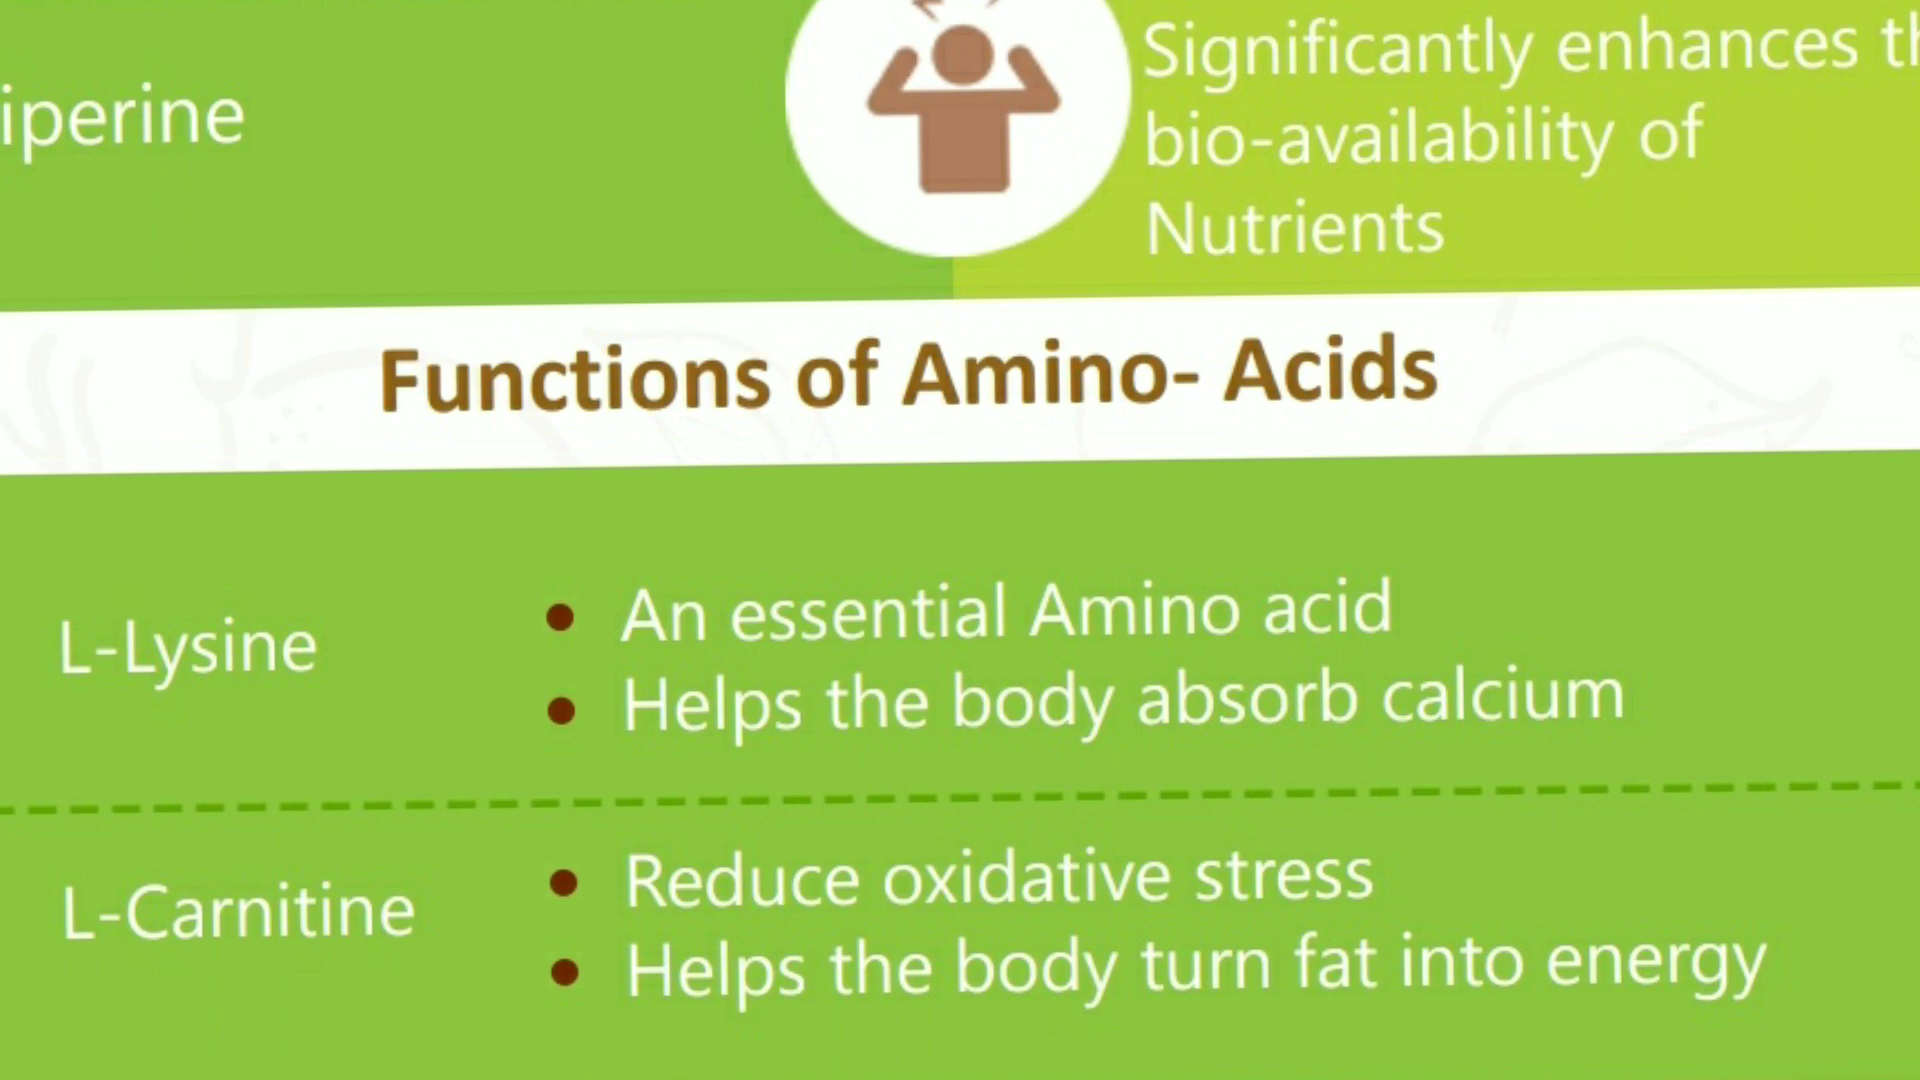 iperine
Significantly enhances th
bio-availability of
Nutrients
Functions of Amino- Acids
L-Lysine
An essential Amino acid
Helps the body absorb calcium
L-Carnitine
Reduce oxidative stress
Helps the body turn fat into energy